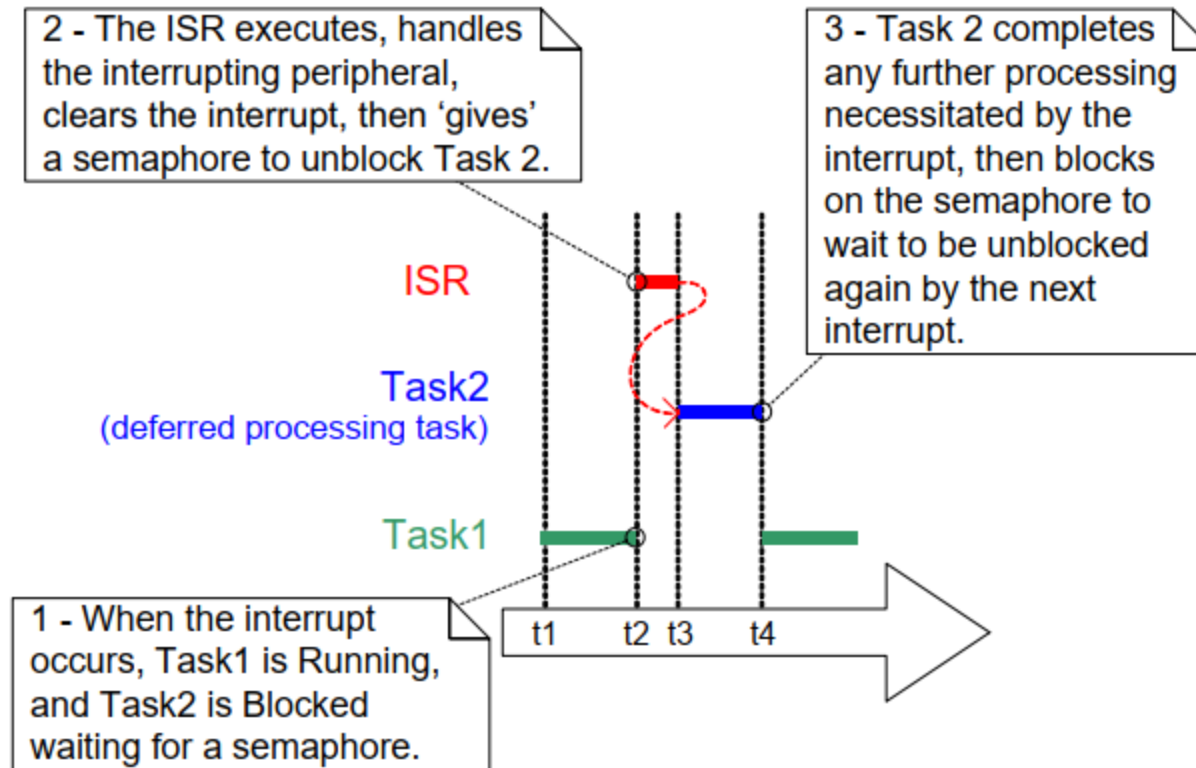 2 - The ISR executes, handles
the interrupting peripheral,
clears the interrupt, then ‘gives’
a semaphore to unblock Task 2.
3 - Task 2 completes
any further processing
necessitated by the
interrupt, then blocks
on the semaphore to
wait to be unblocked
again by the next
interrupt.
ISR
Task2
(deferred processing task)
Task1
1 - When the interrupt
occurs, Task1 is Running,
and Task2 is Blocked
waiting for a semaphore.
t1 t2 t3 t4